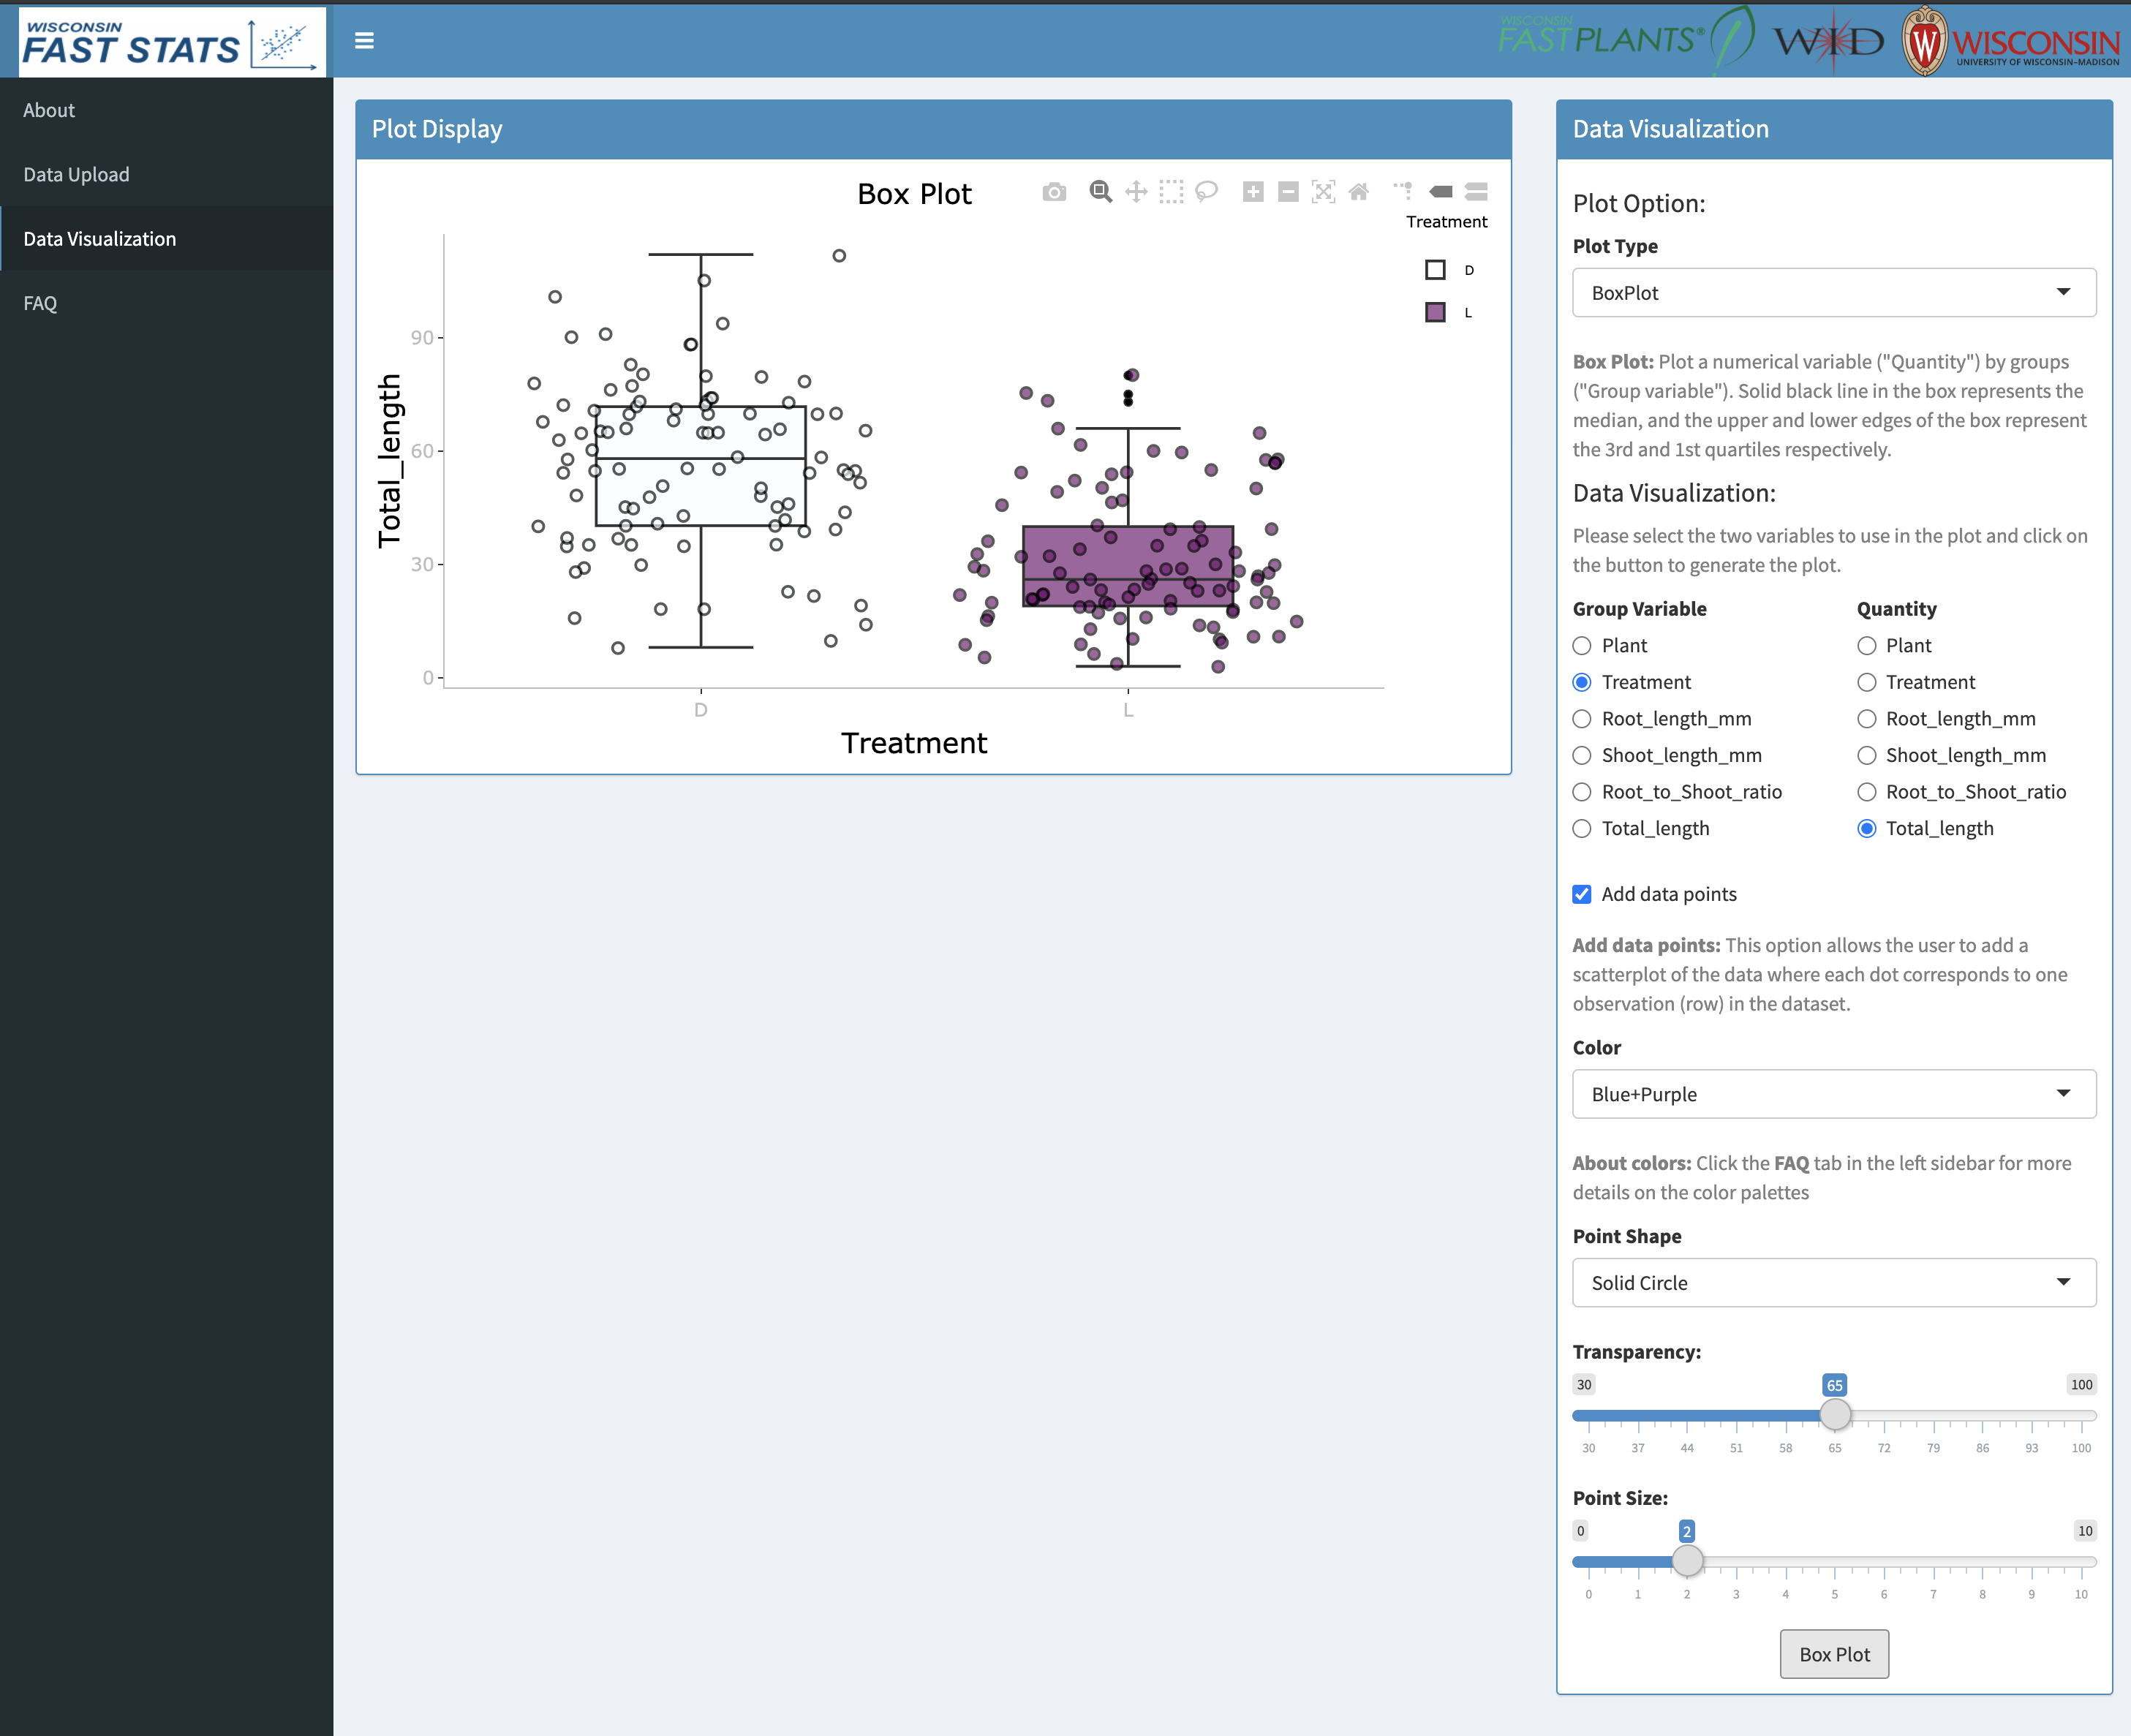 WISCONSIN
FAST STATS
WISCONSIN
FASTPLANTS®
WID
W
WISCONSIN
UNIVERSITY OF WISCONSIN–MADISON
About
Data Upload
Data Visualization
FAQ
Plot Display
Box Plot
Treatment
D
L
Total_length
90
60
30
0
D
L
Treatment
Data Visualization
Plot Option:
Plot Type
BoxPlot
Box Plot: Plot a numerical variable ("Quantity") by groups
("Group variable"). Solid black line in the box represents the
median, and the upper and lower edges of the box represent
the 3rd and 1st quartiles respectively.
Data Visualization:
Please select the two variables to use in the plot and click on
the button to generate the plot.
Group Variable
Plant
Treatment
Root_length_mm
Shoot_length_mm
Root_to_Shoot_ratio
Total_length
Quantity
Plant
Treatment
Root_length_mm
Shoot_length_mm
Root_to_Shoot_ratio
Total_length
Add data points
Add data points: This option allows the user to add a
scatterplot of the data where each dot corresponds to one
observation (row) in the dataset.
Color
Blue+Purple
About colors: Click the FAQ tab in the left sidebar for more
details on the color palettes
Point Shape
Solid Circle
Transparency:
30 65 100
30 37 44 51 58 65 72 79 86 93 100
Point Size:
0 2 10
0 1 2 3 4 5 6 7 8 9 10
Box Plot